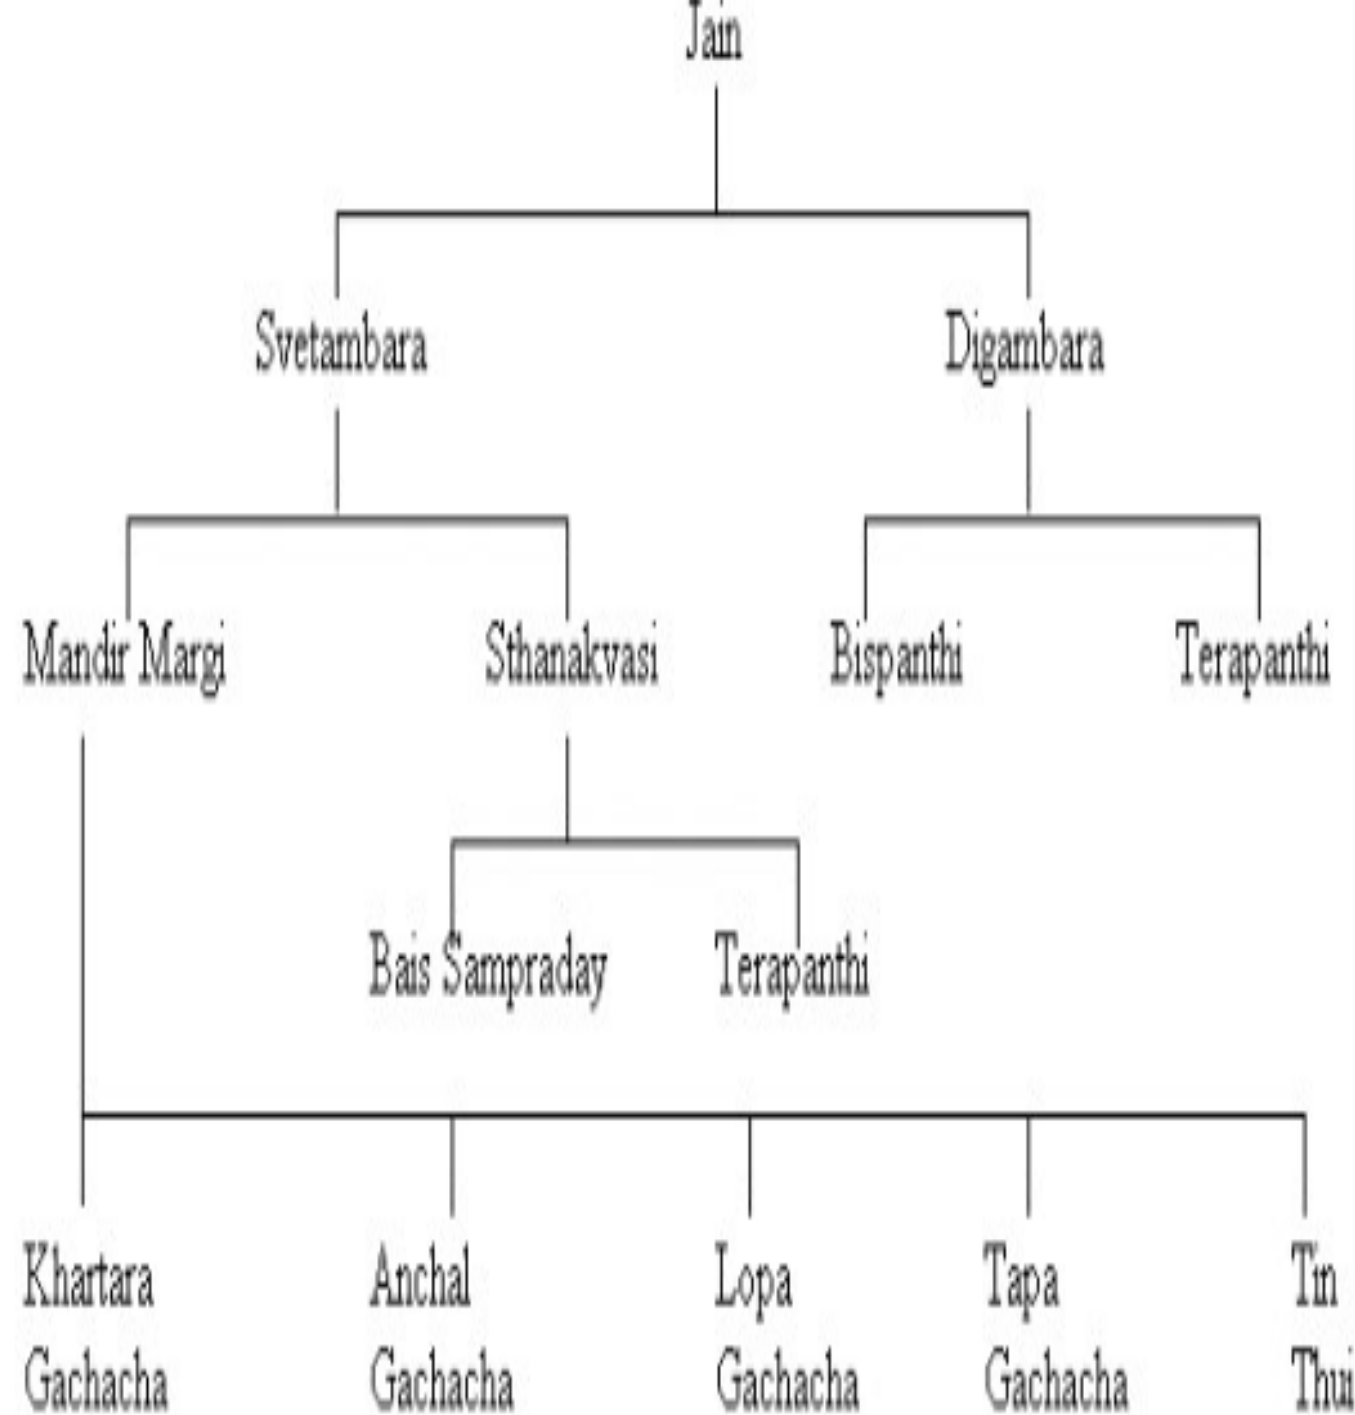 Jain
Svetambara
Digambara
Mandir Margi
Sthanakvasi
Bispanthi
Terapanthi
Bais Sampraday
Terapanthi
Khartara
Gachacha
Anchal
Gachacha
Lopa
Gachacha
Tapa
Gachacha
Tin
Thui